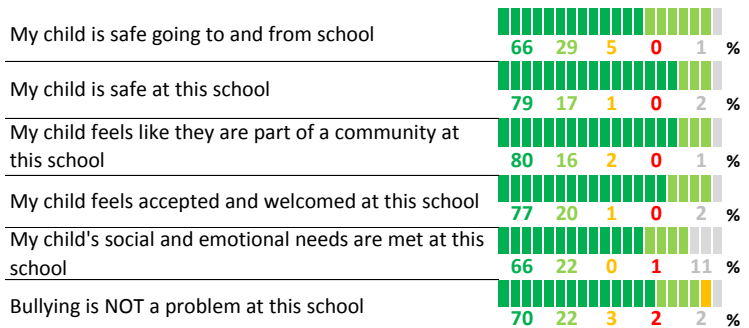 My child is safe going to and from school
66 29 5 0 1 %
My child is safe at this school
79 17 1 0 2 %
My child feels like they are part of a community at
this school
80 16 2 0 1 %
My child feels accepted and welcomed at this school
77 20 1 0 2 %
My child's social and emotional needs are met at this
school
66 22 0 1 11 %
Bullying is NOT a problem at this school
70 22 3 2 2 %